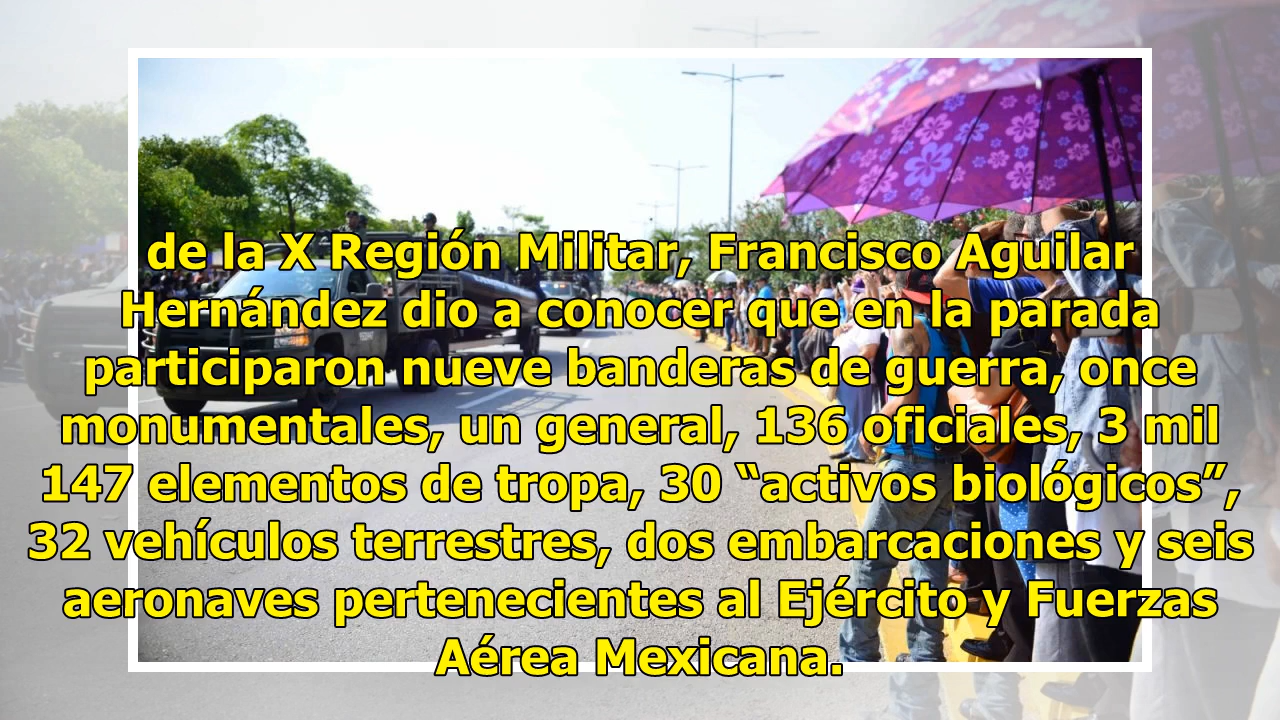 de la X Región Militar, Francisco Aguilar
Hernández dio a conocer que en la parada
participaron nueve banderas de guerra, once
monumentales, un general, 136 oficiales, 3 mil
147 elementos de tropa, 30 “activos biológicos”,
32 vehículos terrestres, dos embarcaciones y seis
aeronaves pertenecientes al Ejército y Fuerzas
Aérea Mexicana.